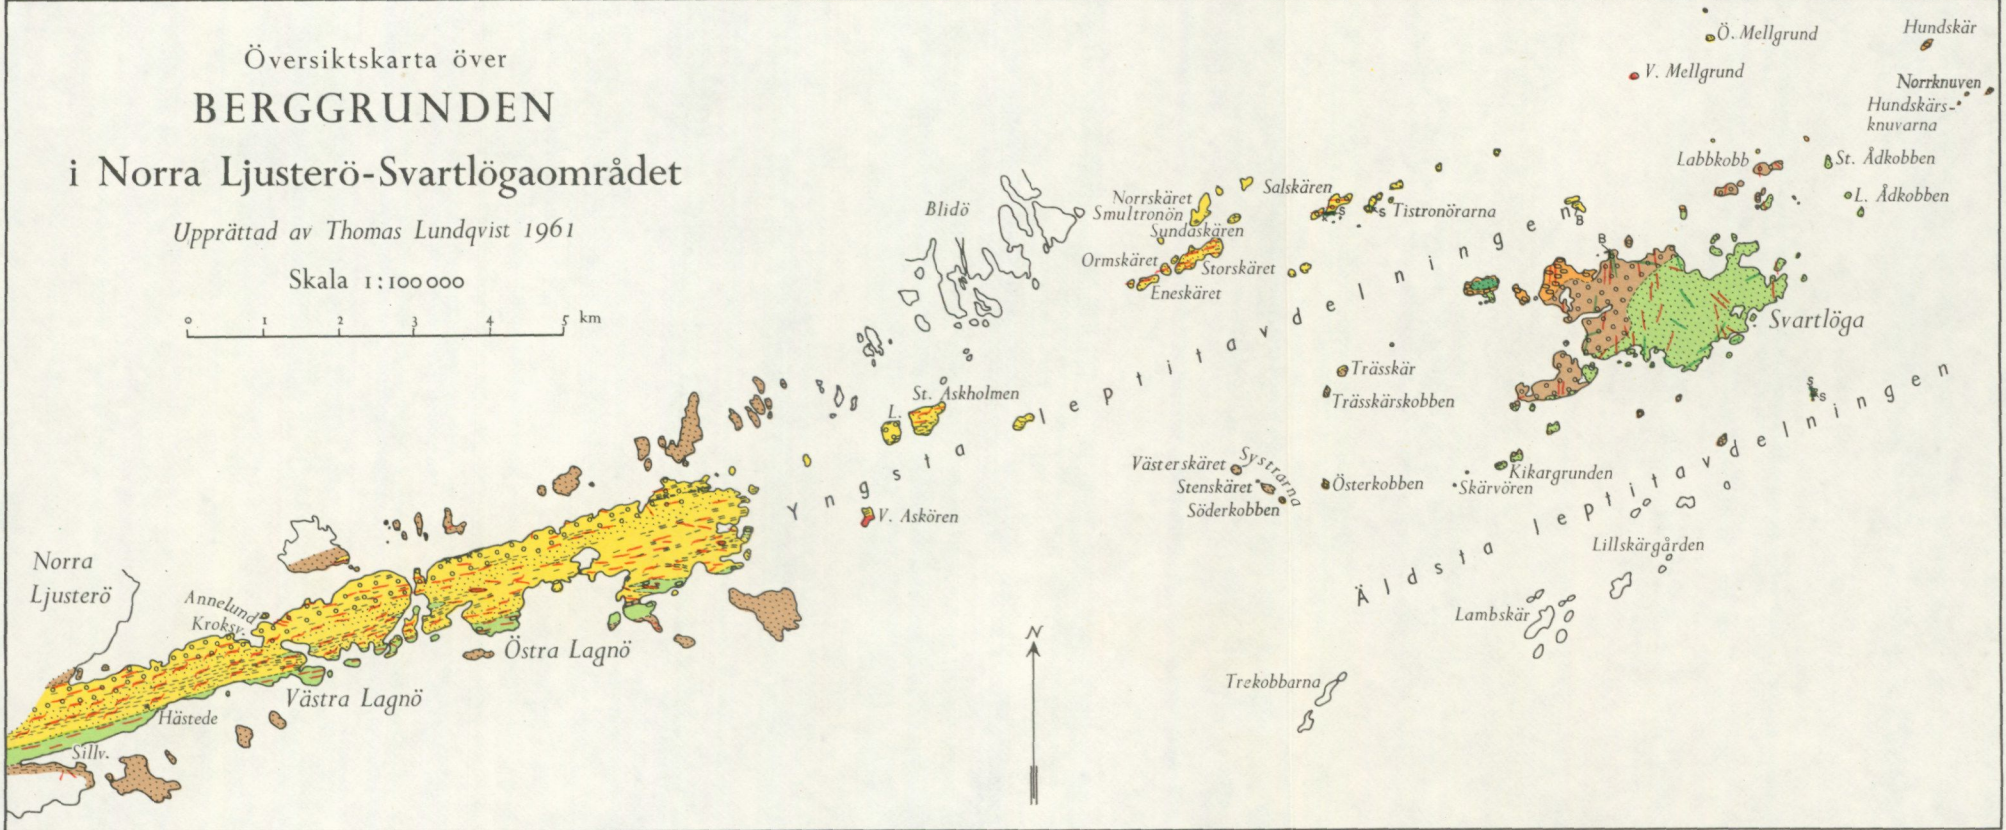 Översiktskarta över
BERGGRUNDEN
i Norra Ljusterö-Svartlögaområdet
Upprättad av Thomas Lundqvist 1961
Skala 1:100 000
0 1 2 3 4 5 km
Ö. Mellgrund
Hundskär
V. Mellgrund
Norrknuven
Hundskärs-
knuvarna
Labbkobb
St. Ådkobben
L. Ådkobben
Blidö
Norrskäret
Smultronön
Sundaskären
Salskären
S
K
S
Tistronörarna
B
B
Ormskäret
Storskäret
Eneskäret
Svartlöga
Trässkär
Trässkärskobben
S
S
L.
St. Askholmen
Yngsta leptitavdelningen
Västerskäret
Systrarna
Stenskäret
Söderkobben
Österkobben
Kikargrunden
Skärvören
V. Askören
Äldsta leptitavdelningen
Lillskärgården
Lambskär
Norra
Ljusterö
Annelund
Kroksv.
Östra Lagnö
Västra Lagnö
Hästede
Sillv.
N
Trekobbarna